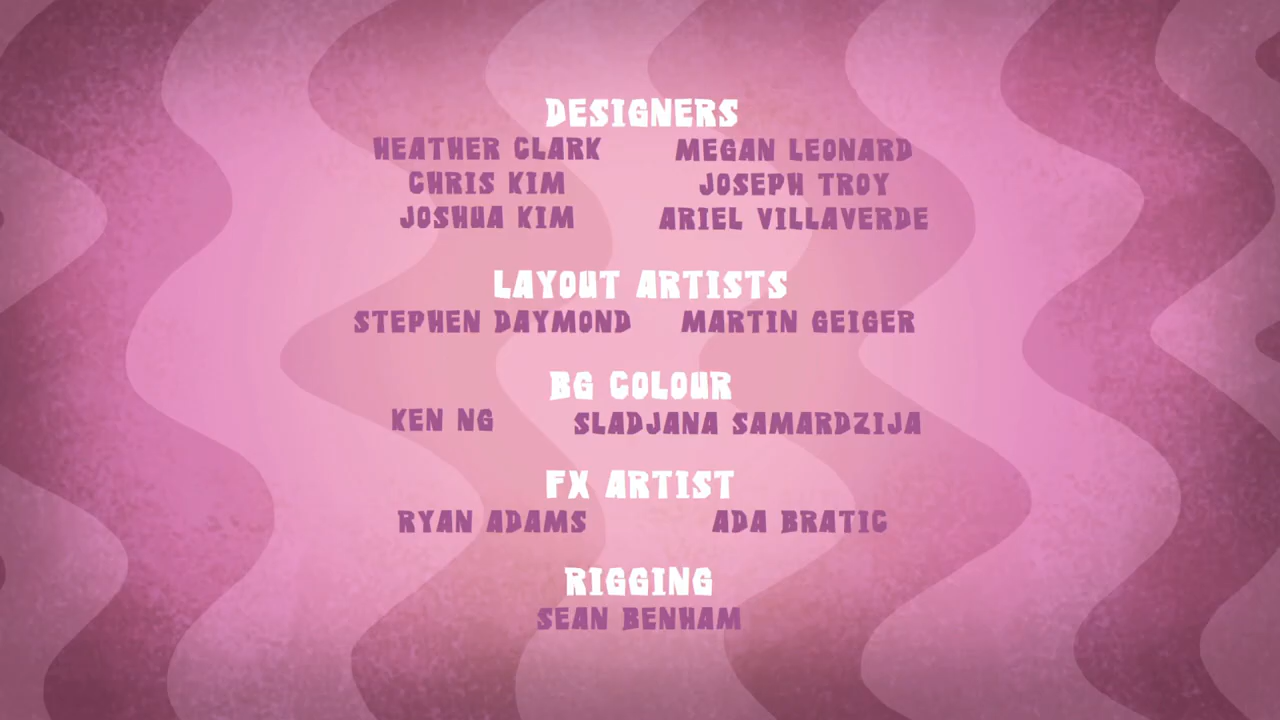 DESIGNERS
HEATHER CLARK MEGAN LEONARD
CHRIS KIM JOSEPH TROY
JOSHUA KIM ARIEL VILLAVERDE
LAYOUT ARTISTS
STEPHEN DAYMOND MARTIN GEIGER
BG COLOUR
KEN NG SLADJANA SAMARDZIJA
FX ARTIST
RYAN ADAMS ADA BRATIC
RIGGING
SEAN BENHAM